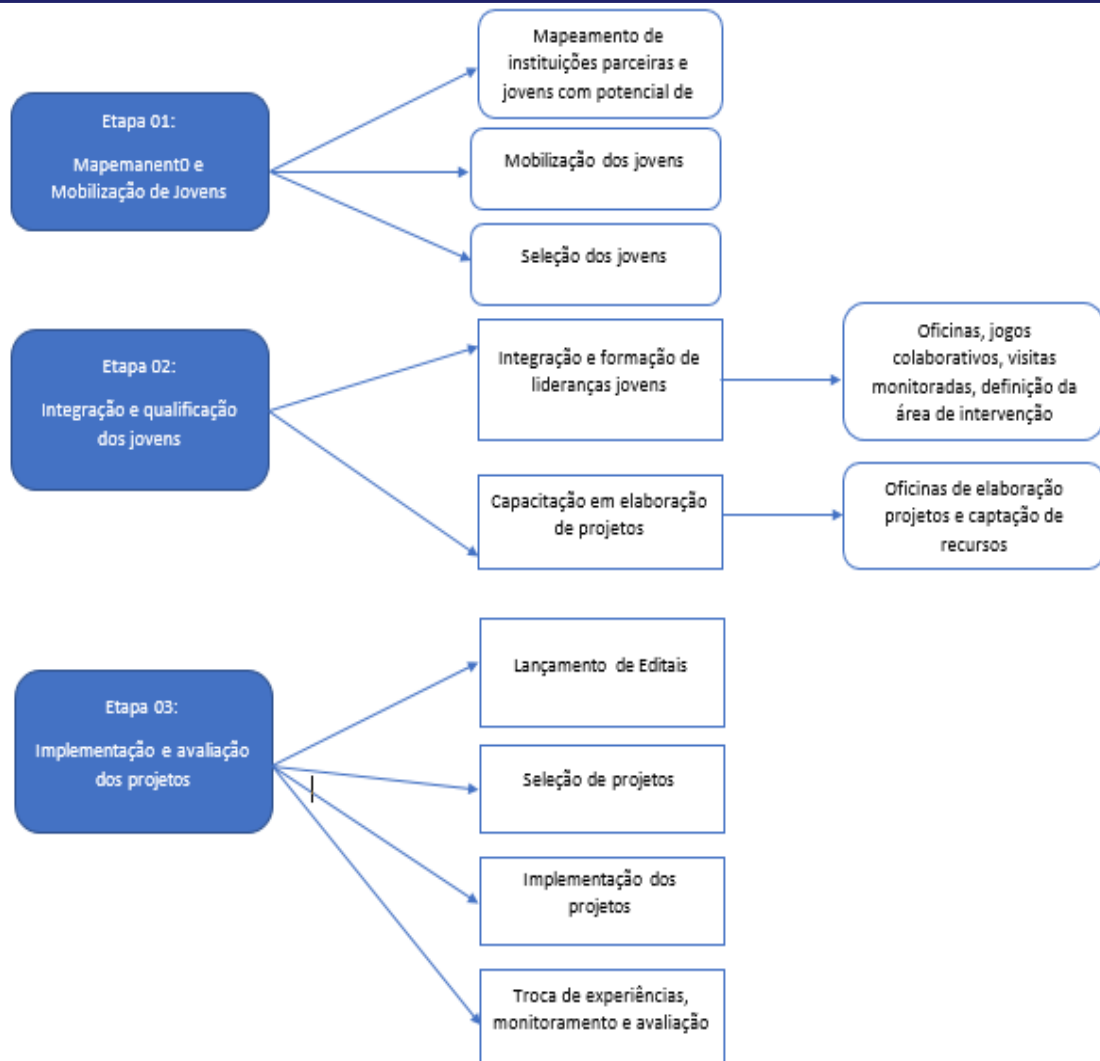 Etapa 01:
Mapemanent0 e
Mobilização de Jovens
Mapeamento de
instituições parceiras e
jovens com potencial de
Mobilização dos jovens
Seleção dos jovens
Etapa 02:
Integração e qualificação
dos jovens
Integração e formação de
lideranças jovens
Oficinas, jogos
colaborativos, visitas
monitoradas, definição da
área de intervenção
Capacitação em elaboração
de projetos
Oficinas de elaboração
projetos e captação de
recursos
Etapa 03:
Implementação e avaliação
dos projetos
Lançamento de Editais
Seleção de projetos
Implementação dos
projetos
Troca de experiências,
monitoramento e avaliação